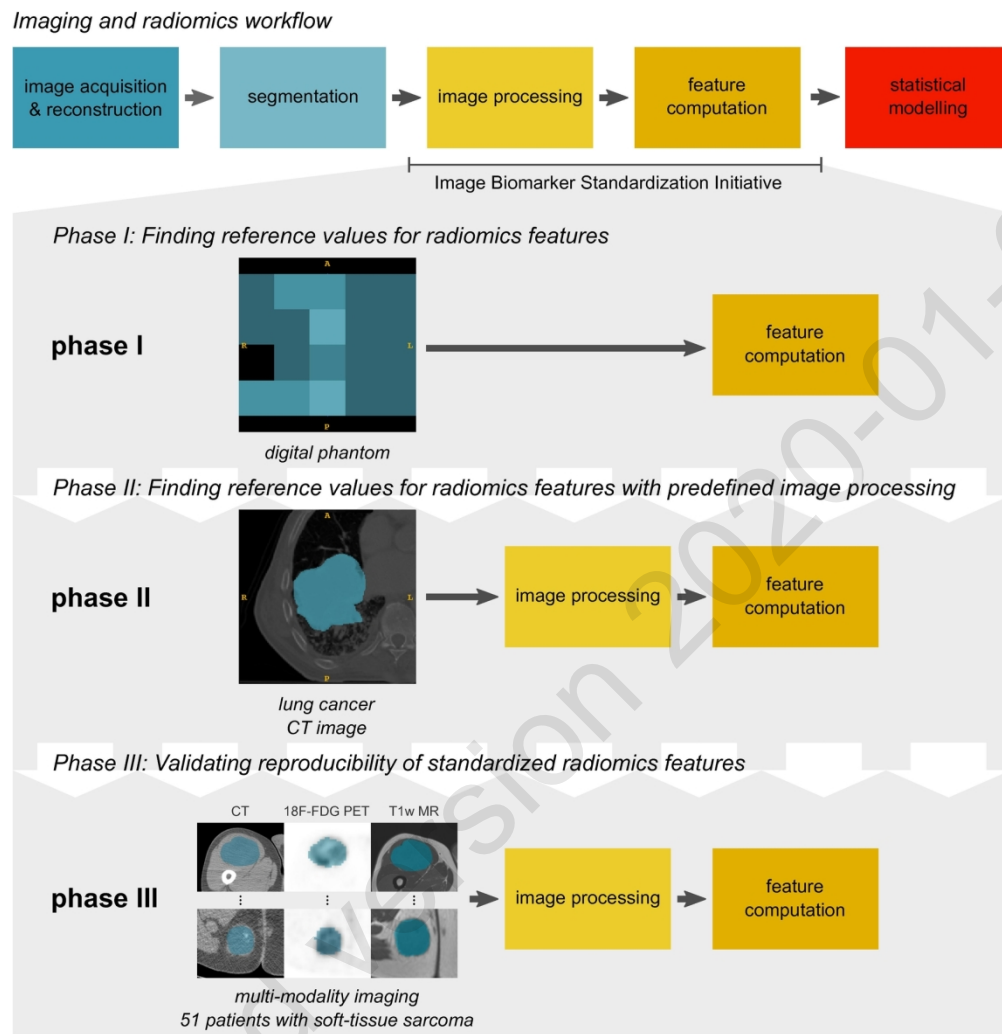 Imaging and radiomics workflow
image acquisition
& reconstruction
segmentation
image processing
feature
computation
statistical
modelling
Image Biomarker Standardization Initiative
Phase I: Finding reference values for radiomics features
phase I
A
R
L
P
digital phantom
feature
computation
Phase II: Finding reference values for radiomics features with predefined image processing
phase II
A
R
L
P
lung cancer
CT image
image processing
feature
computation
Phase III: Validating reproducibility of standardized radiomics features
CT
18F-FDG PET
T1w MR
phase III
image processing
feature
computation
multi-modality imaging
51 patients with soft-tissue sarcoma
version 2020-01-